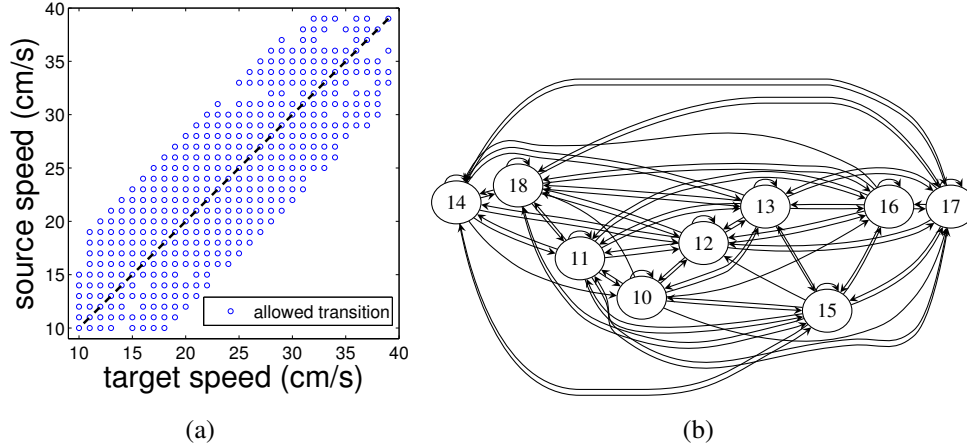 40
35
30
25
20
15
10
source speed (cm/s)
10 15 20 25 30 35 40
target speed (cm/s)
allowed transition
(a)
14
18
13
16
17
12
11
10
15
(b)